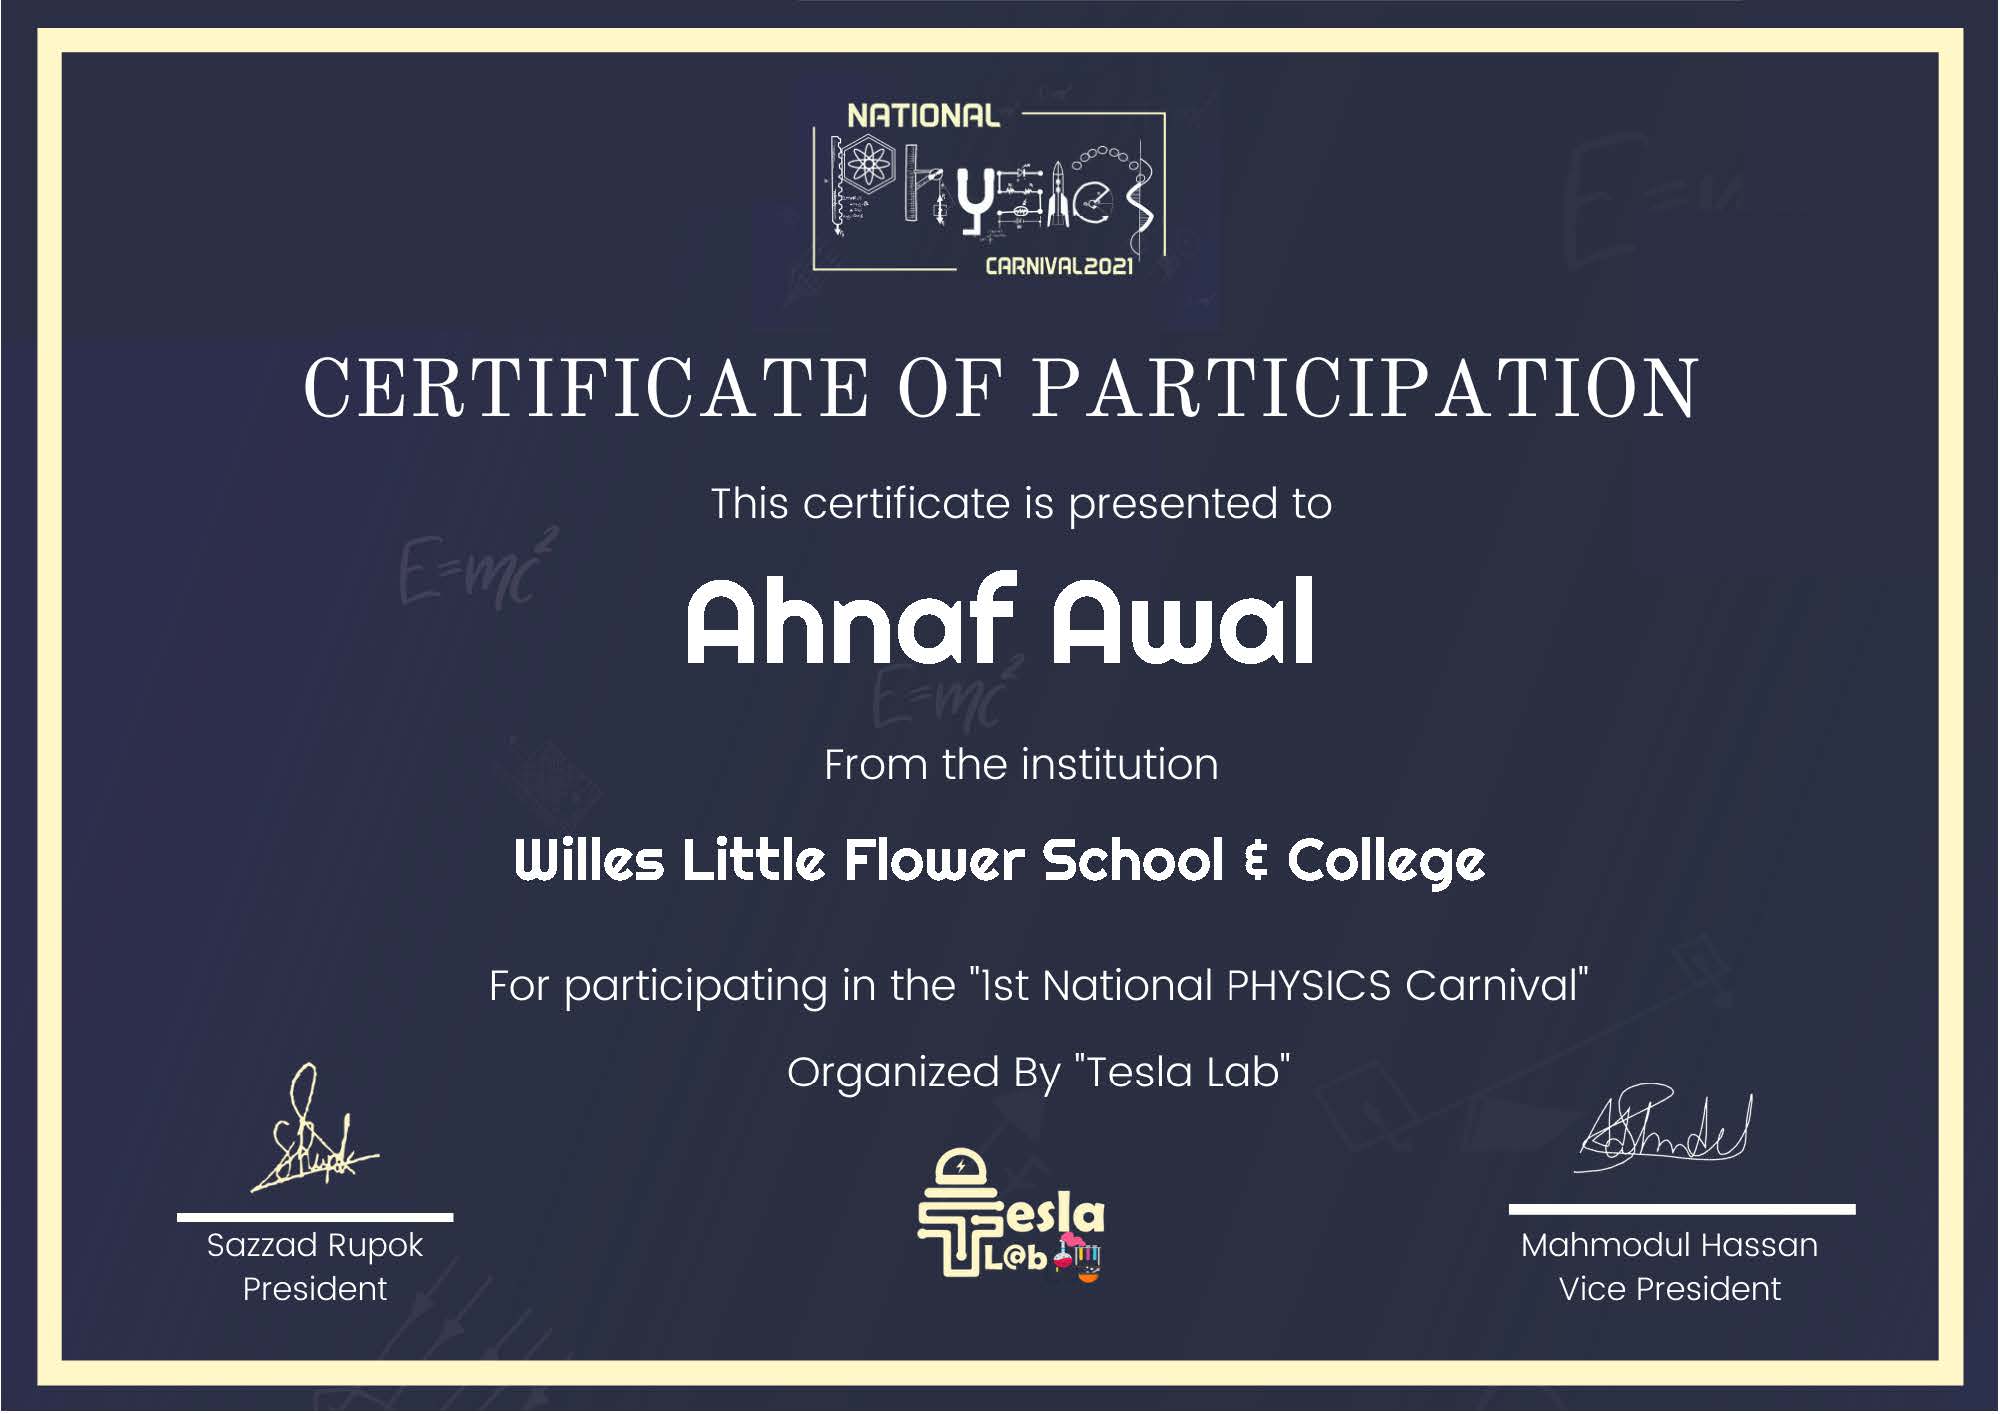 NATIONAL
Physics
CARNIVAL2021
CERTIFICATE OF PARTICIPATION
This certificate is presented to
E=mc²
Ahnaf Awal
E=mc²
From the institution
Willes Little Flower School & College
For participating in the "1st National PHYSICS Carnival"
Organized By "Tesla Lab"
Tesla
L@b
Sazzad Rupok
President
Mahmodul Hassan
Vice President